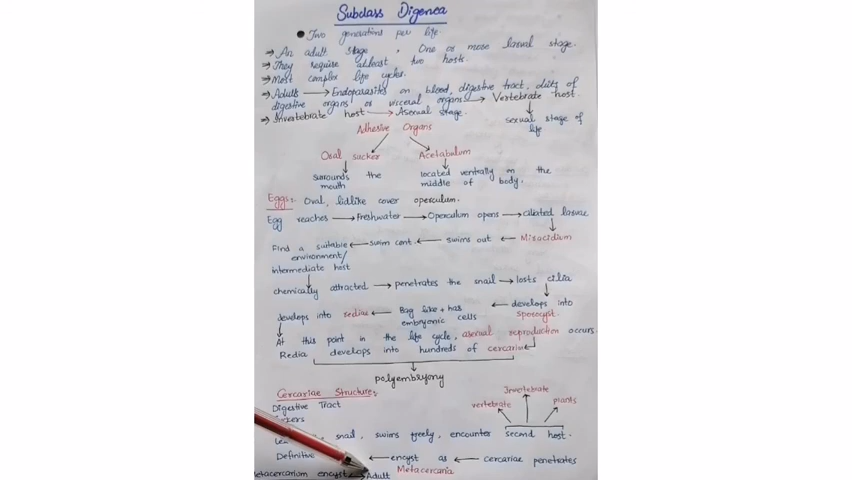 Subclass Digenea
Two generations per life.
⇒ An adult stage , One or more larval stage.
⇒ They require atleast two hosts.
⇒ Most complex life cycles.
⇒ Adults → Endoparasites on blood, digestive tract, ducts of
digestive organs or visceral organs. → Vertebrate host.
⇒ Invertebrate host → Asexual stage.
sexual stage of
life
Adhesive Organs
Oral sucker Acetabulum
surrounds the located ventrally in the
mouth middle of body.
Eggs:- Oval, lidlike cover operculum.
Egg reaches → Freshwater → Operculum opens → ciliated larvae
Find a suitable ← swim cont. ← swims out ← Miracidium
environment/
intermediate host
chemically attracted → penetrates the snail → losts cilia
develops into rediae ← Bag like + has ← develops into
embryonic cells sporocyst.
At this point in the life cycle, asexual reproduction occurs
Redia develops into hundreds of cercariae
polyembryony
Cercariae Structure:-
Invertebrate
vertebrate plants
Digestive Tract
snail, swims freely, encounter second host.
Definitive ← encyst as ← cercariae penetrates
Metacercaria
encyst Adult